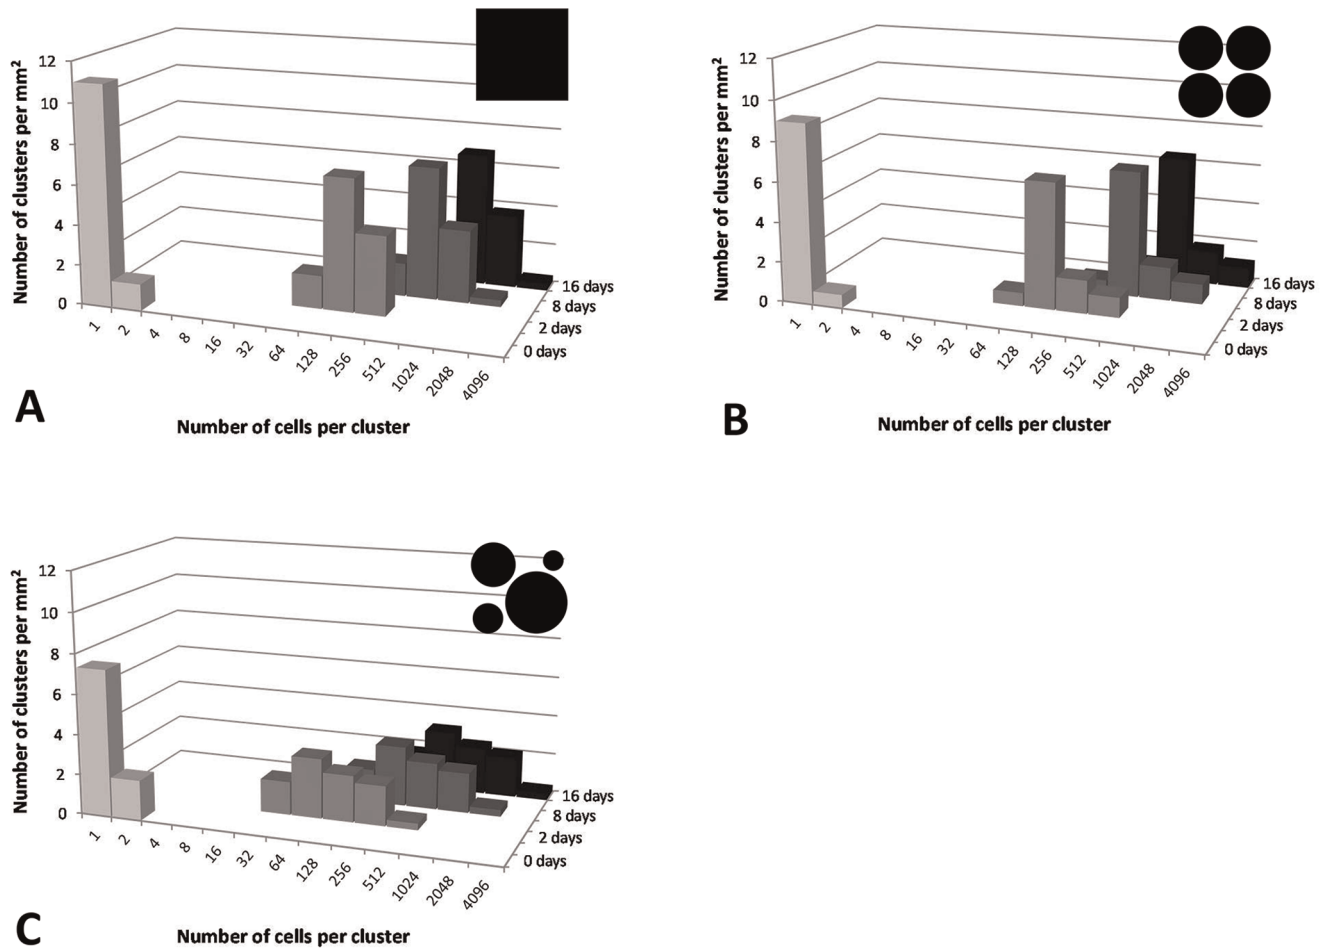 Number of clusters per mm²
12
10
8
6
4
2
0
1
2
4
8
16
32
64
128
256
512
1024
2048
4096
16 days
8 days
2 days
0 days
Number of cells per cluster
A
Number of clusters per mm²
12
10
8
6
4
2
0
1
2
4
8
16
32
64
128
256
512
1024
2048
4096
16 days
8 days
2 days
0 days
Number of cells per cluster
B
Number of clusters per mm²
12
10
8
6
4
2
0
1
2
4
8
16
32
64
128
256
512
1024
2048
4096
16 days
8 days
2 days
0 days
Number of cells per cluster
C